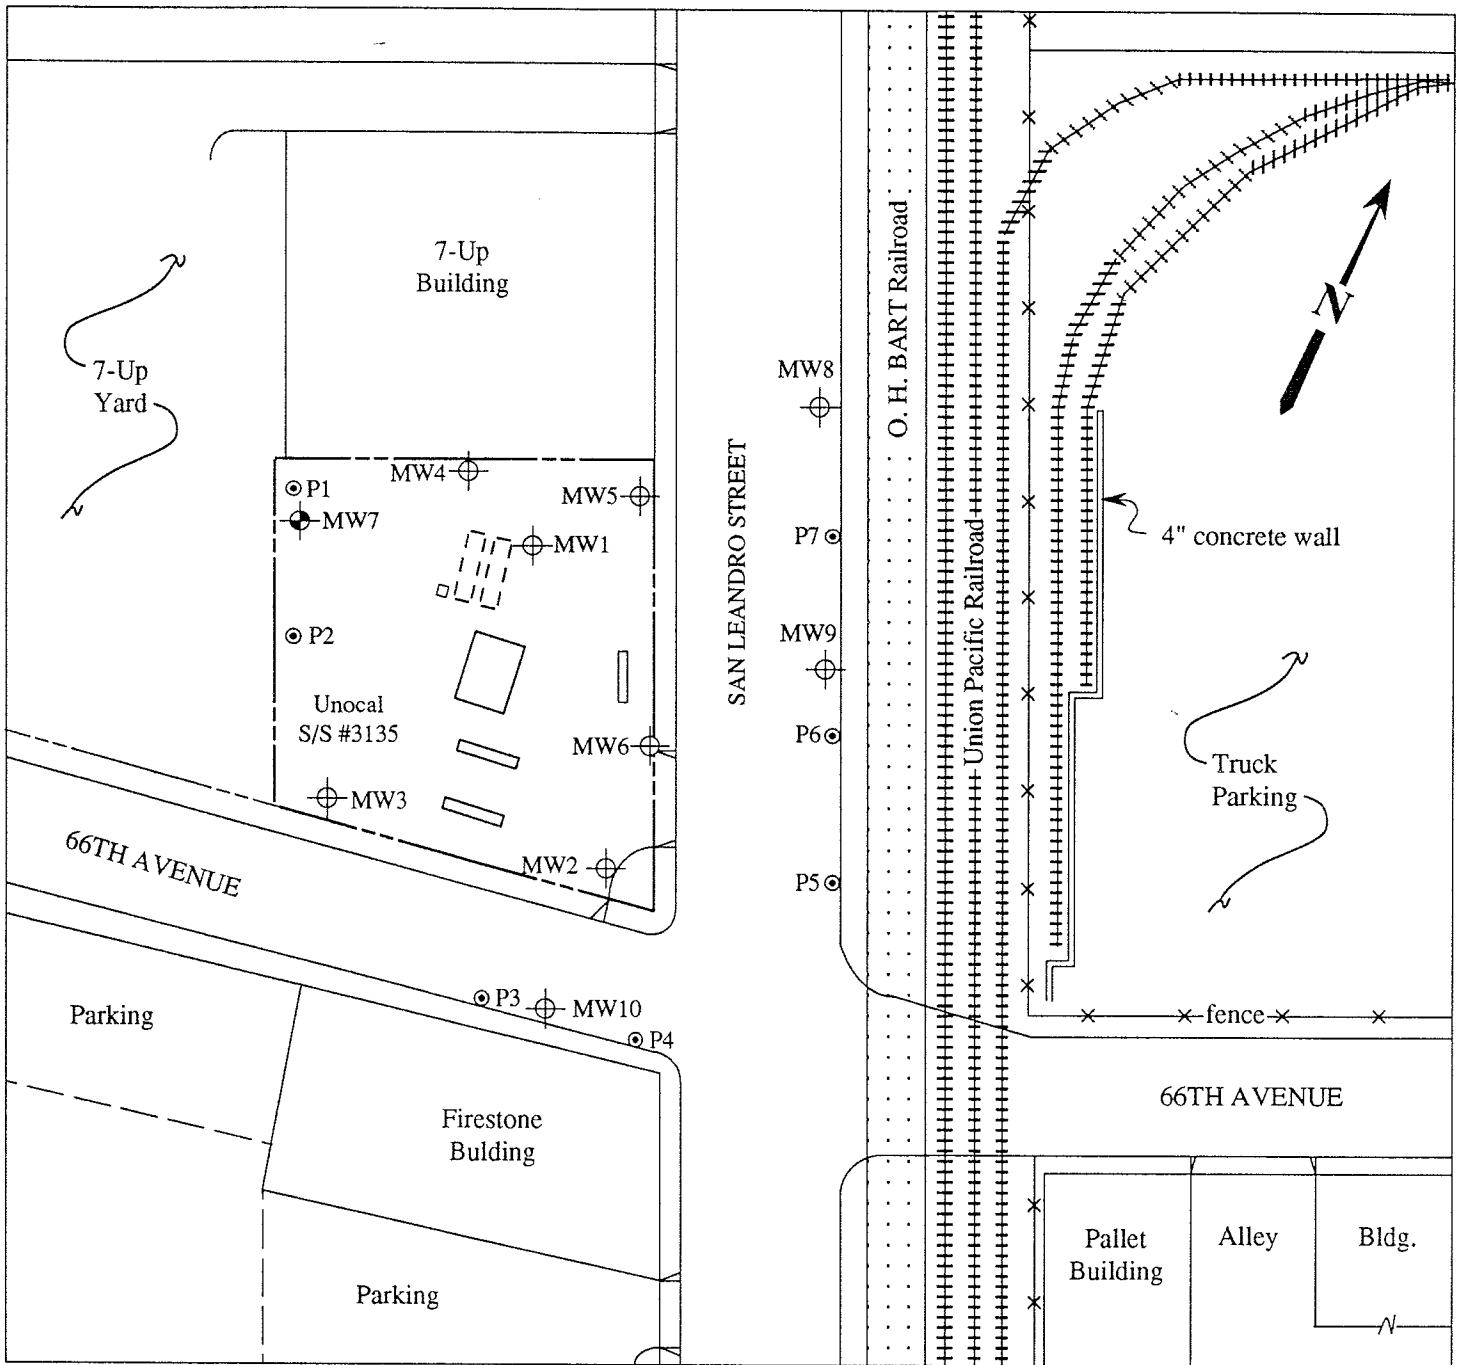 7-Up
Building
7-Up
Yard
O. H. BART Railroad
N
MW8
SAN LEANDRO STREET
MW4
MW5
P1
MW7
MW1
P7
4" concrete wall
Union Pacific Railroad
P2
MW9
Unocal
S/S #3135
MW6
P6
Truck
Parking
MW3
66TH AVENUE
MW2
P5
P3
MW10
P4
Parking
fence
66TH AVENUE
Firestone
Bulding
Pallet
Building
Alley
Bldg.
Parking